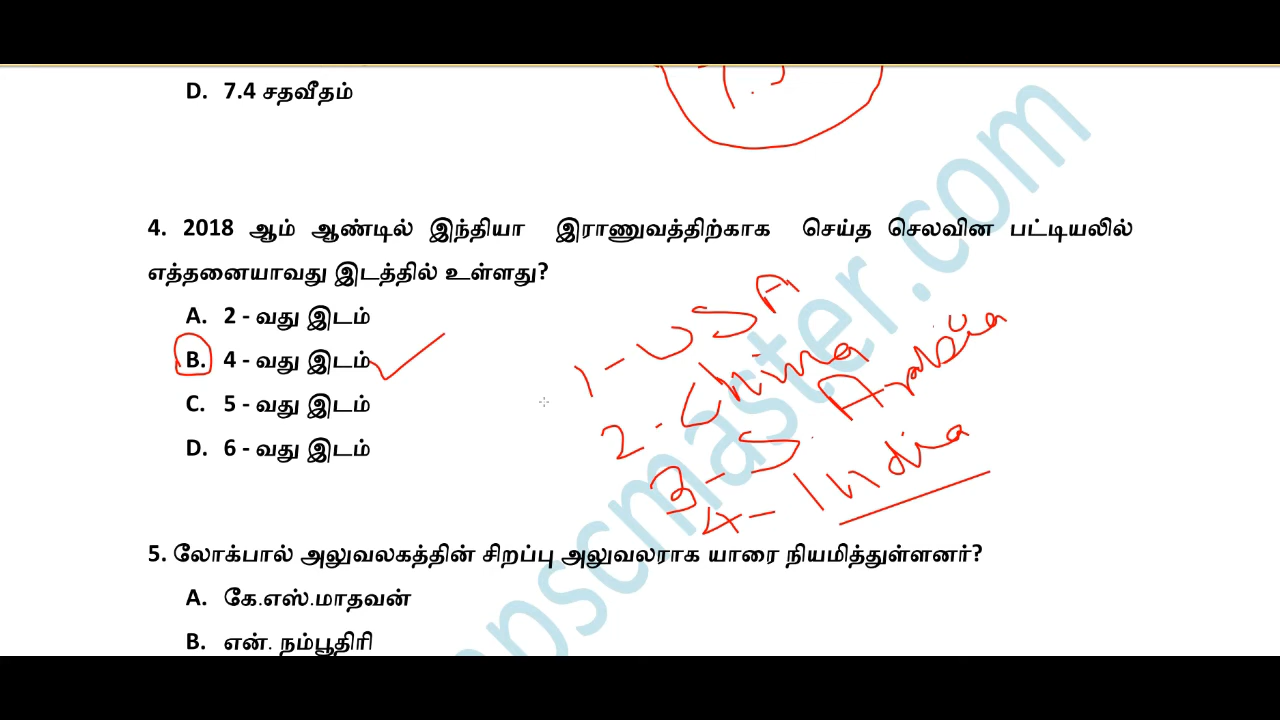 D. 7.4 சதவீதம்
4. 2018 ஆம் ஆண்டில் இந்தியா இராணுவத்திற்காக செய்த செலவின பட்டியலில்
எத்தனையாவது இடத்தில் உள்ளது?
A. 2 - வது இடம்
B. 4 - வது இடம்
C. 5 - வது இடம்
D. 6 - வது இடம்
1 - USA
2 - China
3 - S. Arabia
4 - India
5. லோக்பால் அலுவலகத்தின் சிறப்பு அலுவலராக யாரை நியமித்துள்ளனர்?
A. கே.எஸ்.மாதவன்
B. என். நம்பூதிரி
pscmaster.com